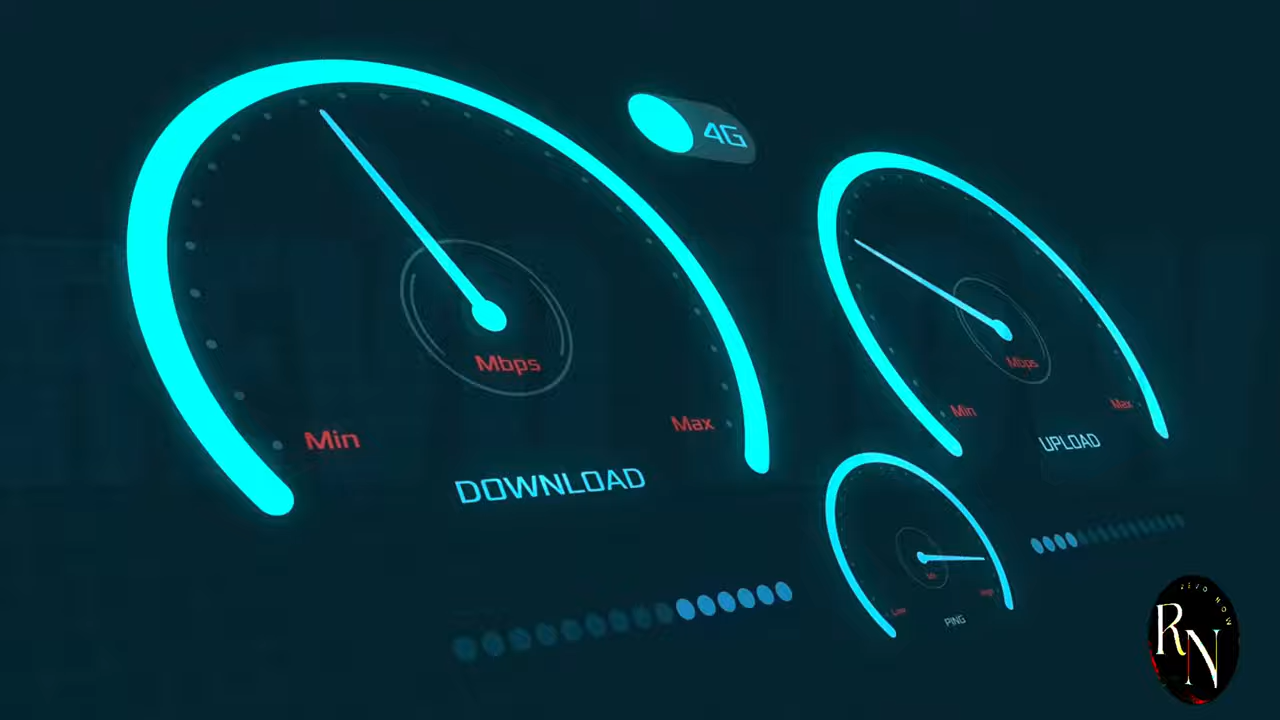 4G
Mbps
Min
Max
DOWNLOAD
Mbps
Min
Max
UPLOAD
Low
High
PING
RN